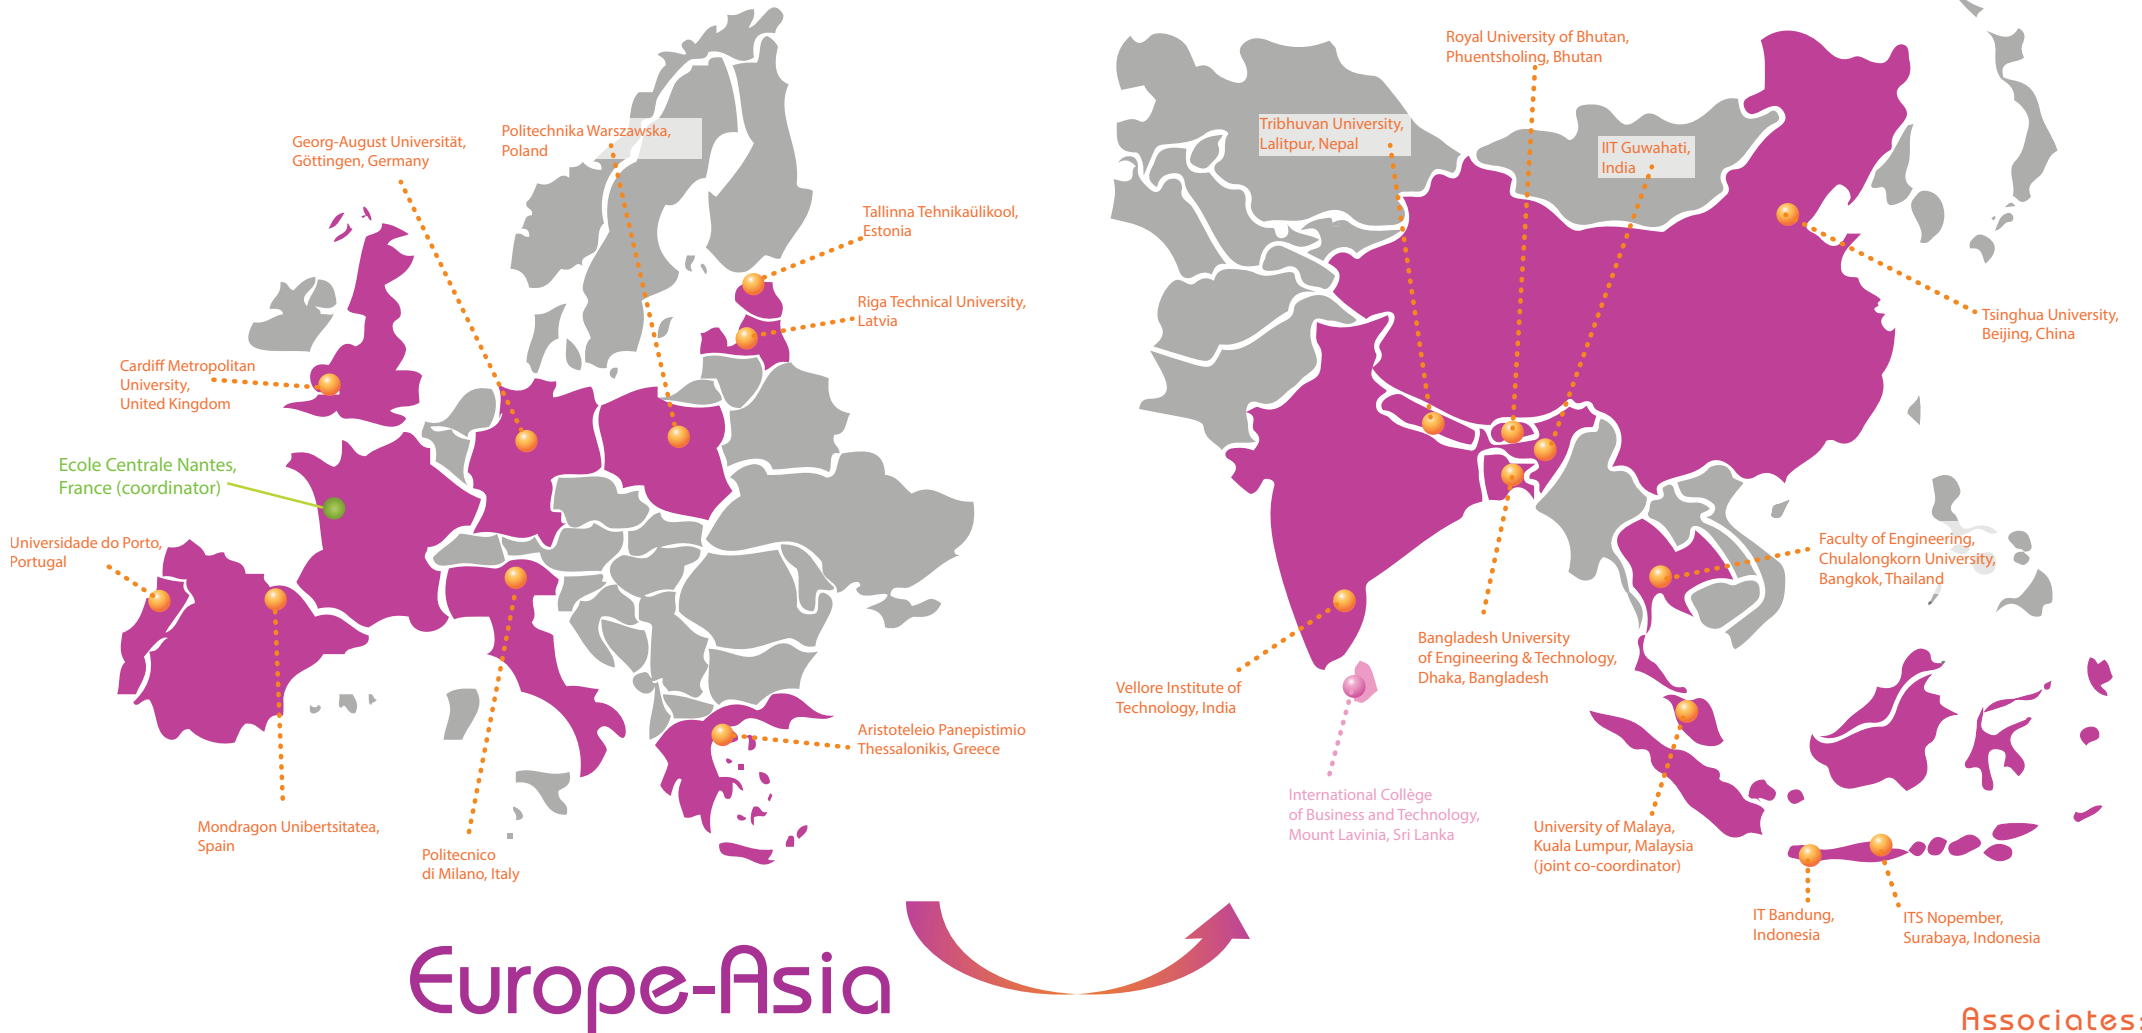 Georg-August Universität,
Göttingen, Germany
Politechnika Warszawska,
Poland
Tallinna Tehnikaülikool,
Estonia
Riga Technical University,
Latvia
Cardiff Metropolitan
University,
United Kingdom
Ecole Centrale Nantes,
France (coordinator)
Universidade do Porto,
Portugal
Mondragon Unibertsitatea,
Spain
Politecnico
di Milano, Italy
Aristoteleio Panepistimio
Thessalonikis, Greece
Royal University of Bhutan,
Phuentsholing, Bhutan
Tribhuvan University,
Lalitpur, Nepal
IIT Guwahati,
India
Tsinghua University,
Beijing, China
Faculty of Engineering,
Chulalongkorn University,
Bangkok, Thailand
Bangladesh University
of Engineering & Technology,
Dhaka, Bangladesh
Vellore Institute of
Technology, India
International Collège
of Business and Technology,
Mount Lavinia, Sri Lanka
University of Malaya,
Kuala Lumpur, Malaysia
(joint co-coordinator)
IT Bandung,
Indonesia
ITS Nopember,
Surabaya, Indonesia
Europe-Asia
Associates: